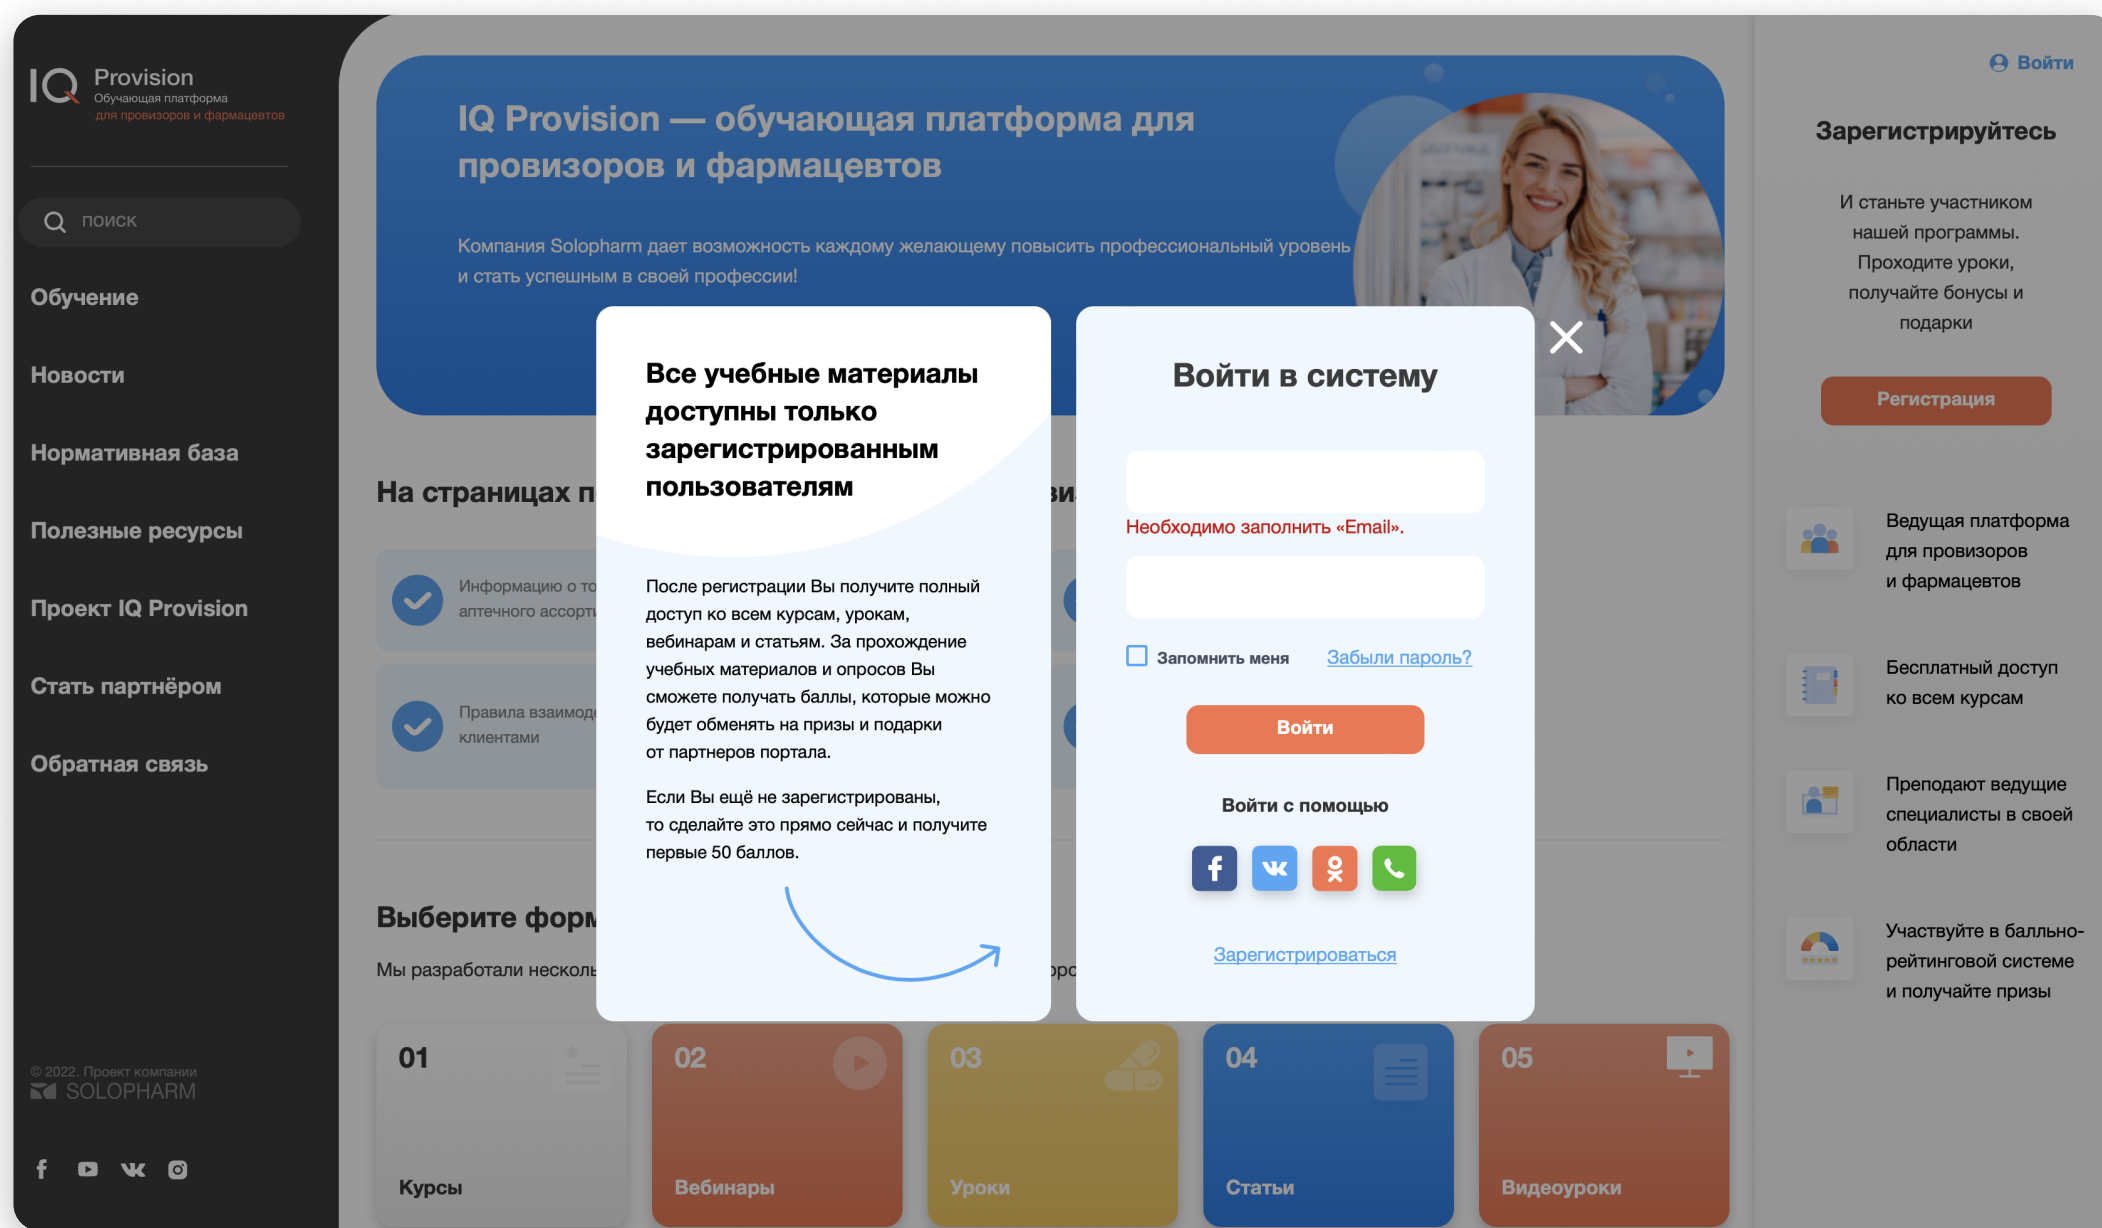 IQ
Provision
Обучающая платформа
для провизоров и фармацевтов
ПОИСК
Обучение
Новости
Нормативная база
Полезные ресурсы
Проект IQ Provision
Стать партнёром
Обратная связь
© 2022. Проект компании
SOLOPHARM
IQ Provision — обучающая платформа для
провизоров и фармацевтов
Компания Solopharm дает возможность каждому желающему повысить профессиональный уровень
и стать успешным в своей профессии!
На страницах
Информацию о
аптечного
Правила
клиентами
Выберите
Мы разработали
Все учебные материалы
доступны только
зарегистрированным
пользователям
После регистрации Вы получите полный
доступ ко всем курсам, урокам,
вебинарам и статьям. За прохождение
учебных материалов и опросов Вы
сможете получать баллы, которые можно
будет обменять на призы и подарки
от партнеров портала.
Если Вы ещё не зарегистрированы,
то сделайте это прямо сейчас и получите
первые 50 баллов.
Войти в систему
Необходимо заполнить «Email».
Запомнить меня
Забыли пароль?
Войти
Войти с помощью
Зарегистрироваться
01
Курсы
02
Вебинары
03
Уроки
04
Статьи
05
Видеоуроки
Войти
Зарегистрируйтесь
И станьте участником
нашей программы.
Проходите уроки,
получайте бонусы и
подарки
Регистрация
Ведущая платформа
для провизоров
и фармацевтов
Бесплатный доступ
ко всем курсам
Преподают ведущие
специалисты в своей
области
Участвуйте в балльно-
рейтинговой системе
и получайте призы